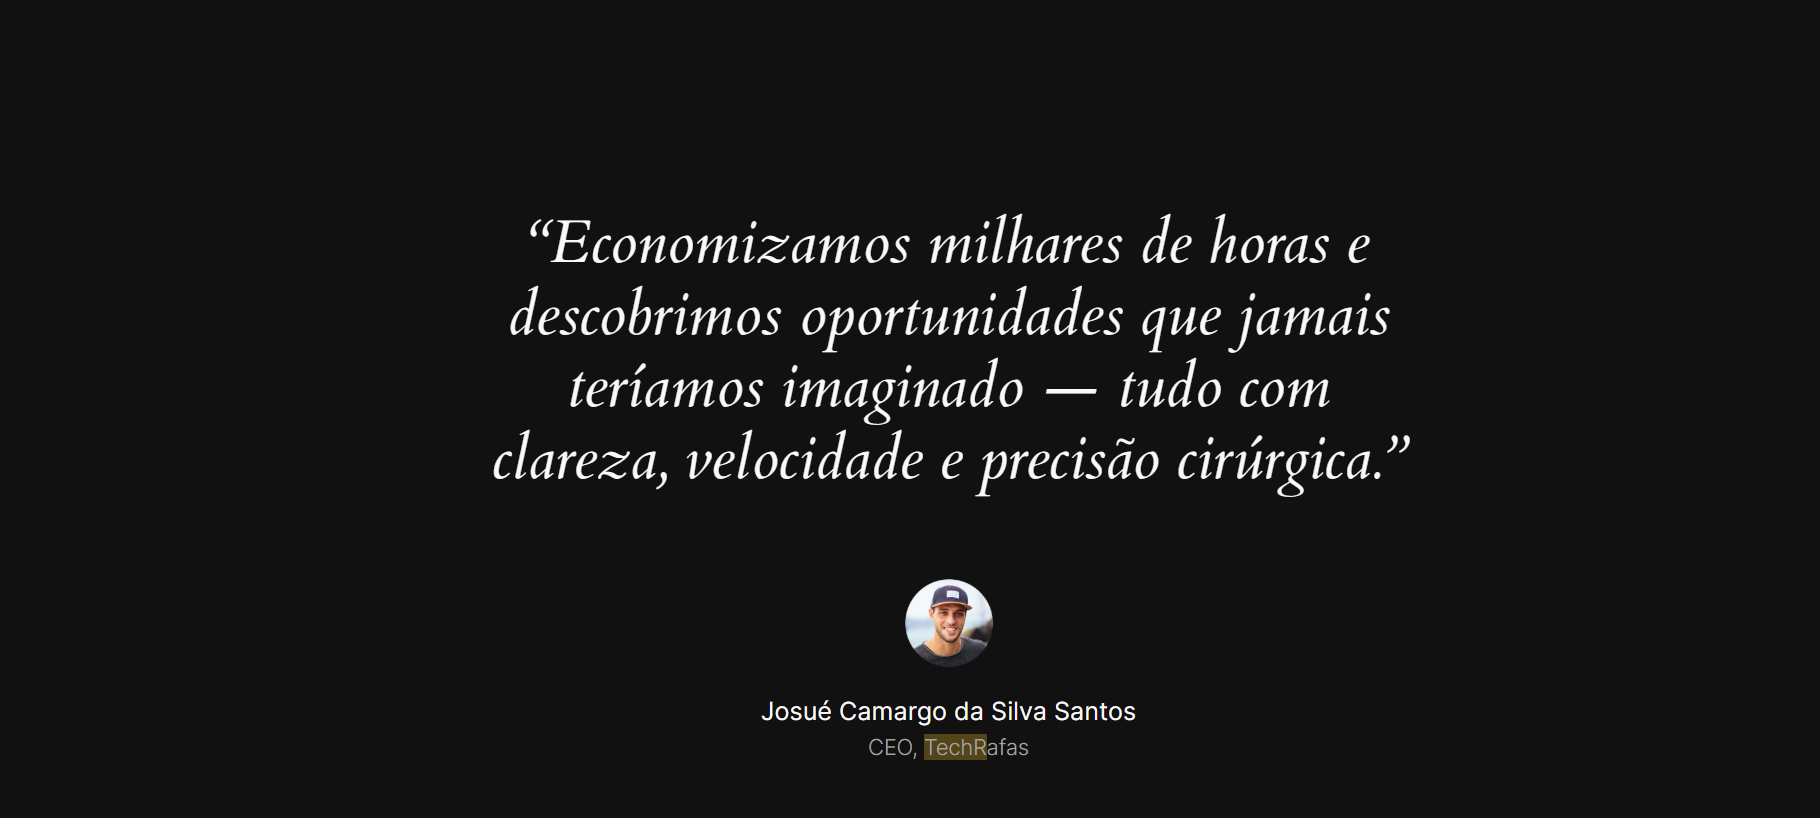 “Economizamos milhares de horas e
descobrimos oportunidades que jamais
teríamos imaginado — tudo com
clareza, velocidade e precisão cirúrgica.”
Josué Camargo da Silva Santos
CEO, TechRafas